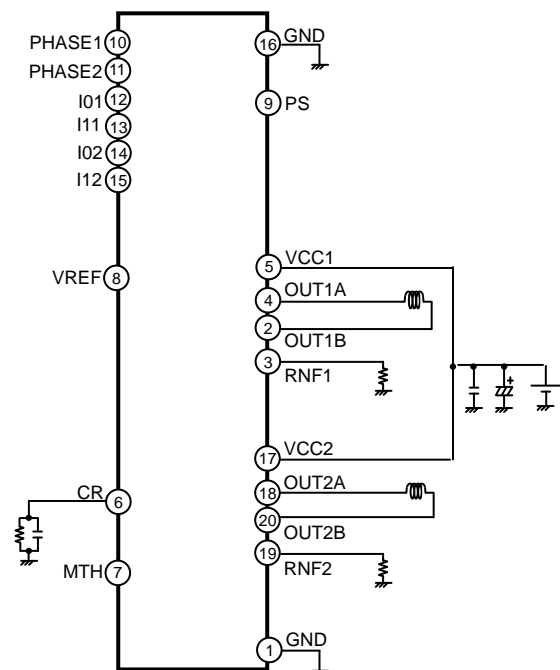 PHASE1 10
PHASE2 11
I01 12
I11 13
I02 14
I12 15
VREF 8
CR 6
MTH 7
16 GND
9 PS
5 VCC1
4 OUT1A
2 OUT1B
3 RNF1
+
17 VCC2
18 OUT2A
20 OUT2B
19 RNF2
1 GND